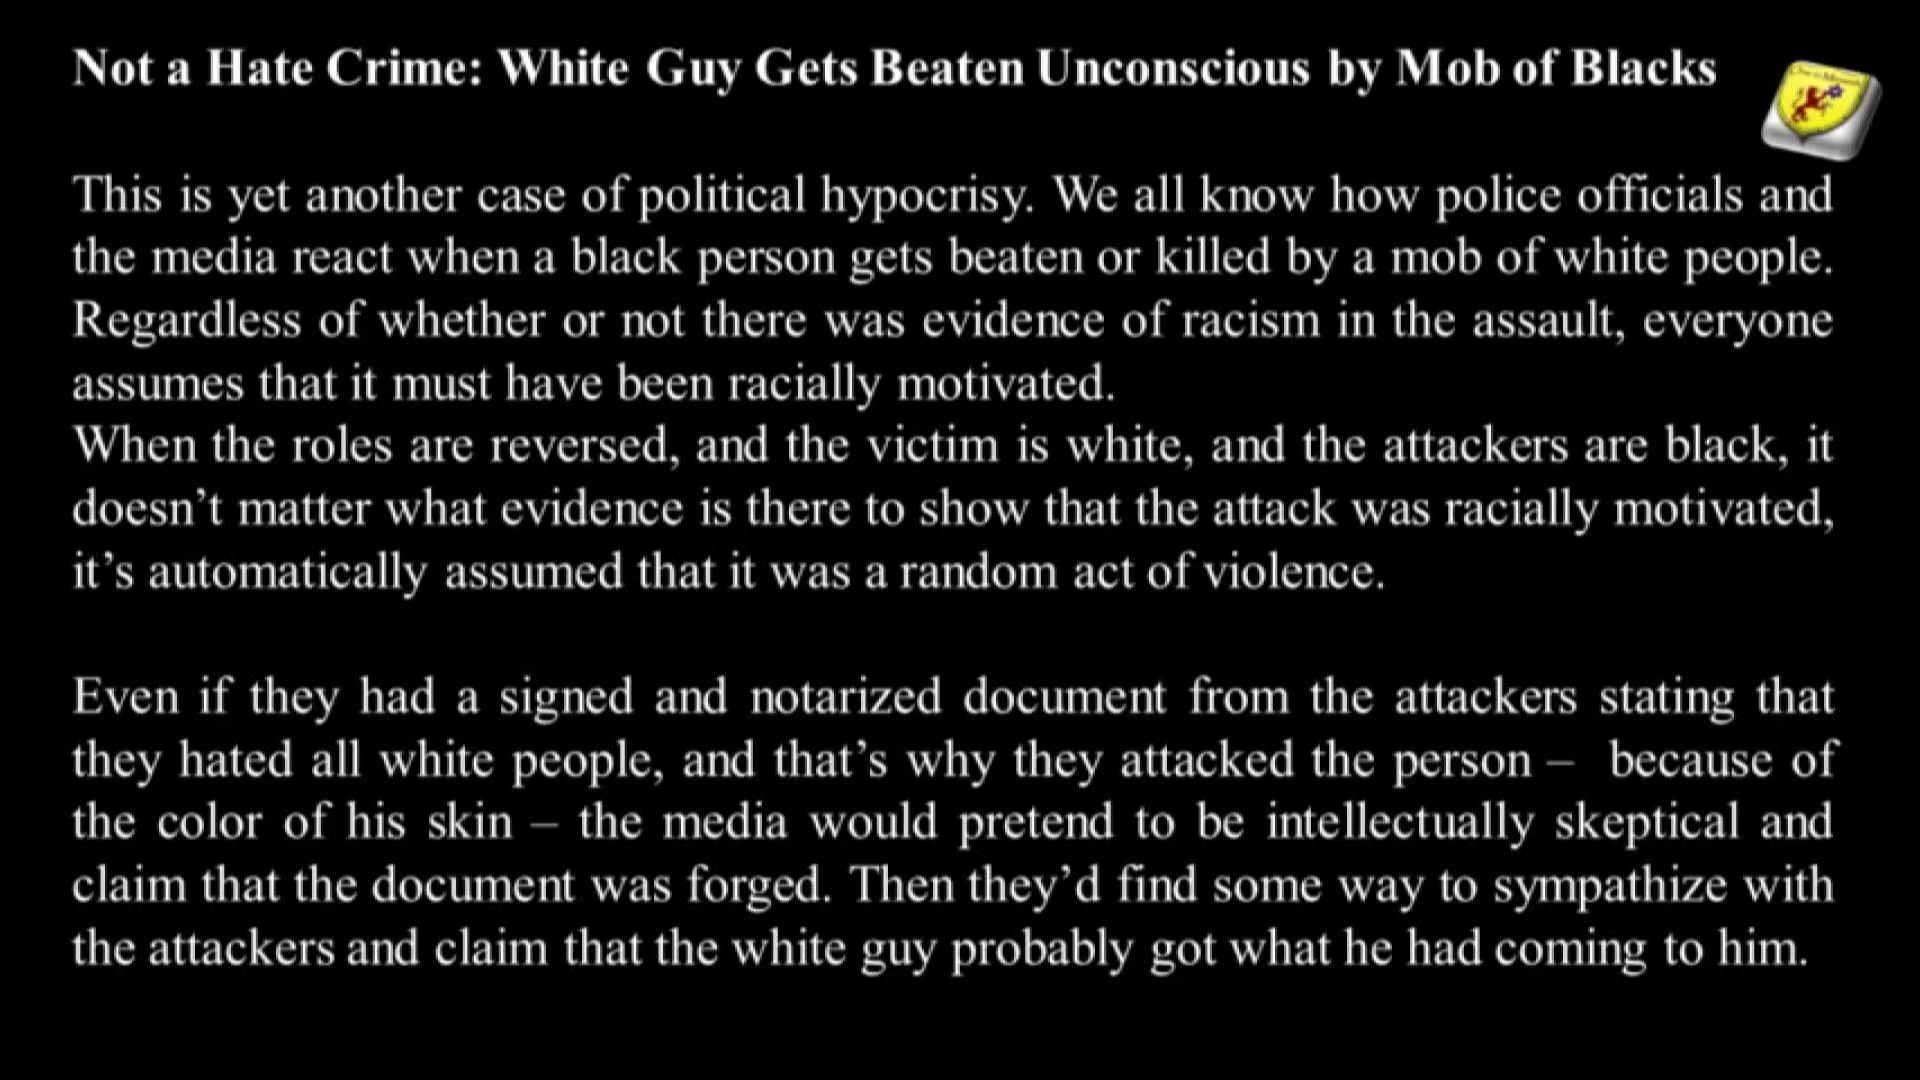 Not a Hate Crime: White Guy Gets Beaten Unconscious by Mob of Blacks
This is yet another case of political hypocrisy. We all know how police officials and
the media react when a black person gets beaten or killed by a mob of white people.
Regardless of whether or not there was evidence of racism in the assault, everyone
assumes that it must have been racially motivated.
When the roles are reversed, and the victim is white, and the attackers are black, it
doesn’t matter what evidence is there to show that the attack was racially motivated,
it’s automatically assumed that it was a random act of violence.
Even if they had a signed and notarized document from the attackers stating that
they hated all white people, and that’s why they attacked the person – because of
the color of his skin – the media would pretend to be intellectually skeptical and
claim that the document was forged. Then they’d find some way to sympathize with
the attackers and claim that the white guy probably got what he had coming to him.